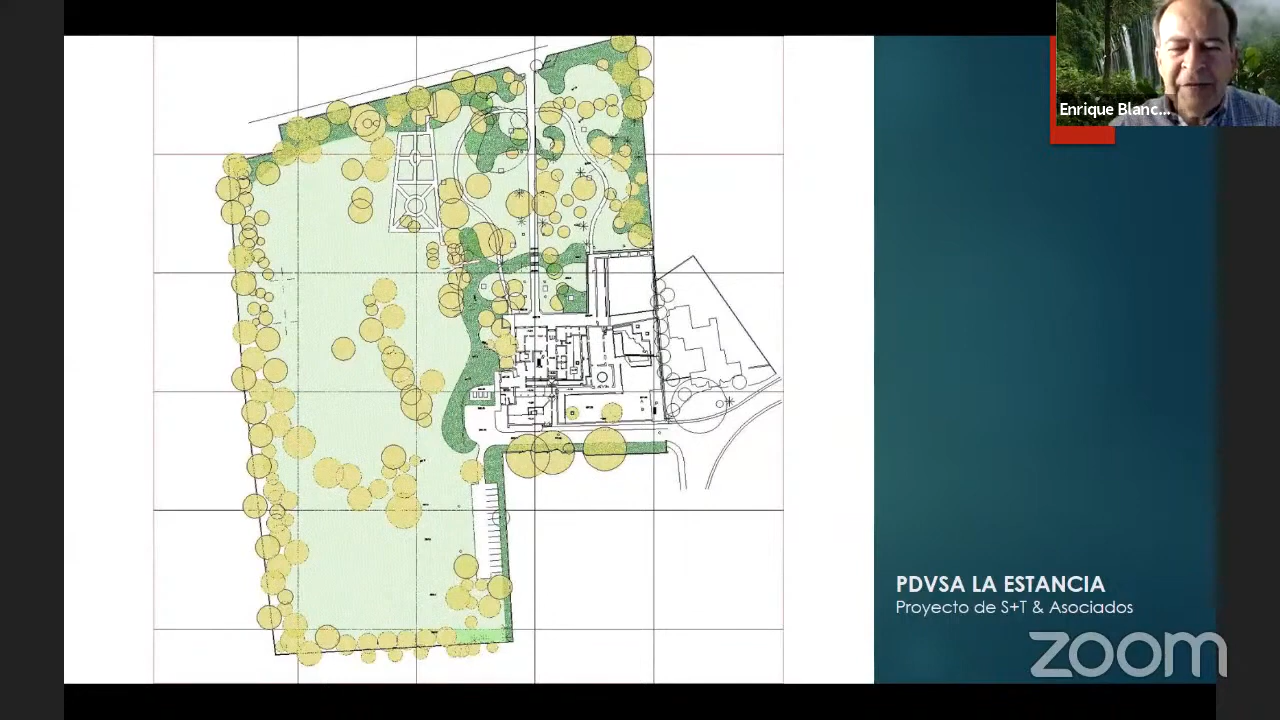 Enrique Blanc...
PDVSA LA ESTANCIA
Proyecto de S+T & Asociados
zoom